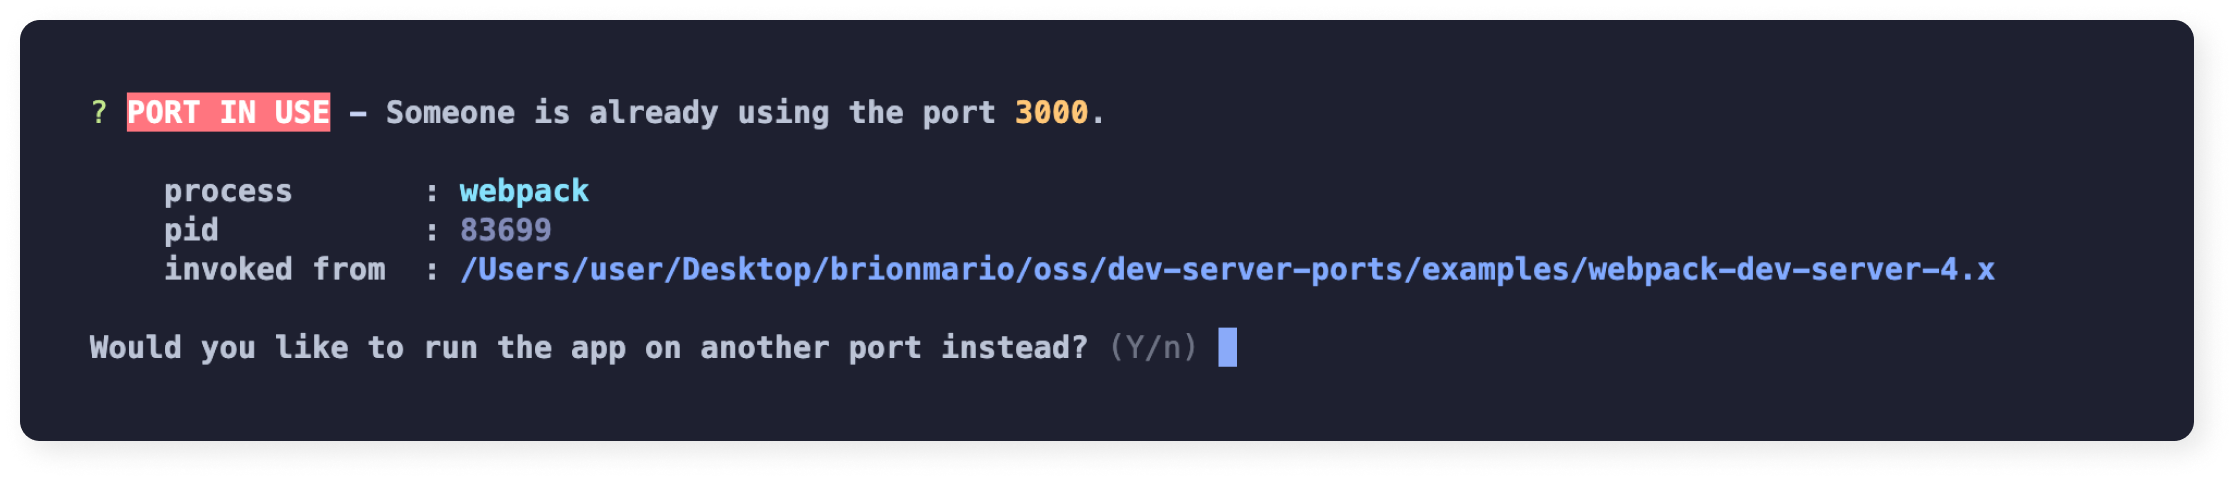 ? PORT IN USE – Someone is already using the port 3000.
process : webpack
pid : 83699
invoked from : /Users/user/Desktop/brionmario/oss/dev-server-ports/examples/webpack-dev-server-4.x
Would you like to run the app on another port instead? (Y/n)